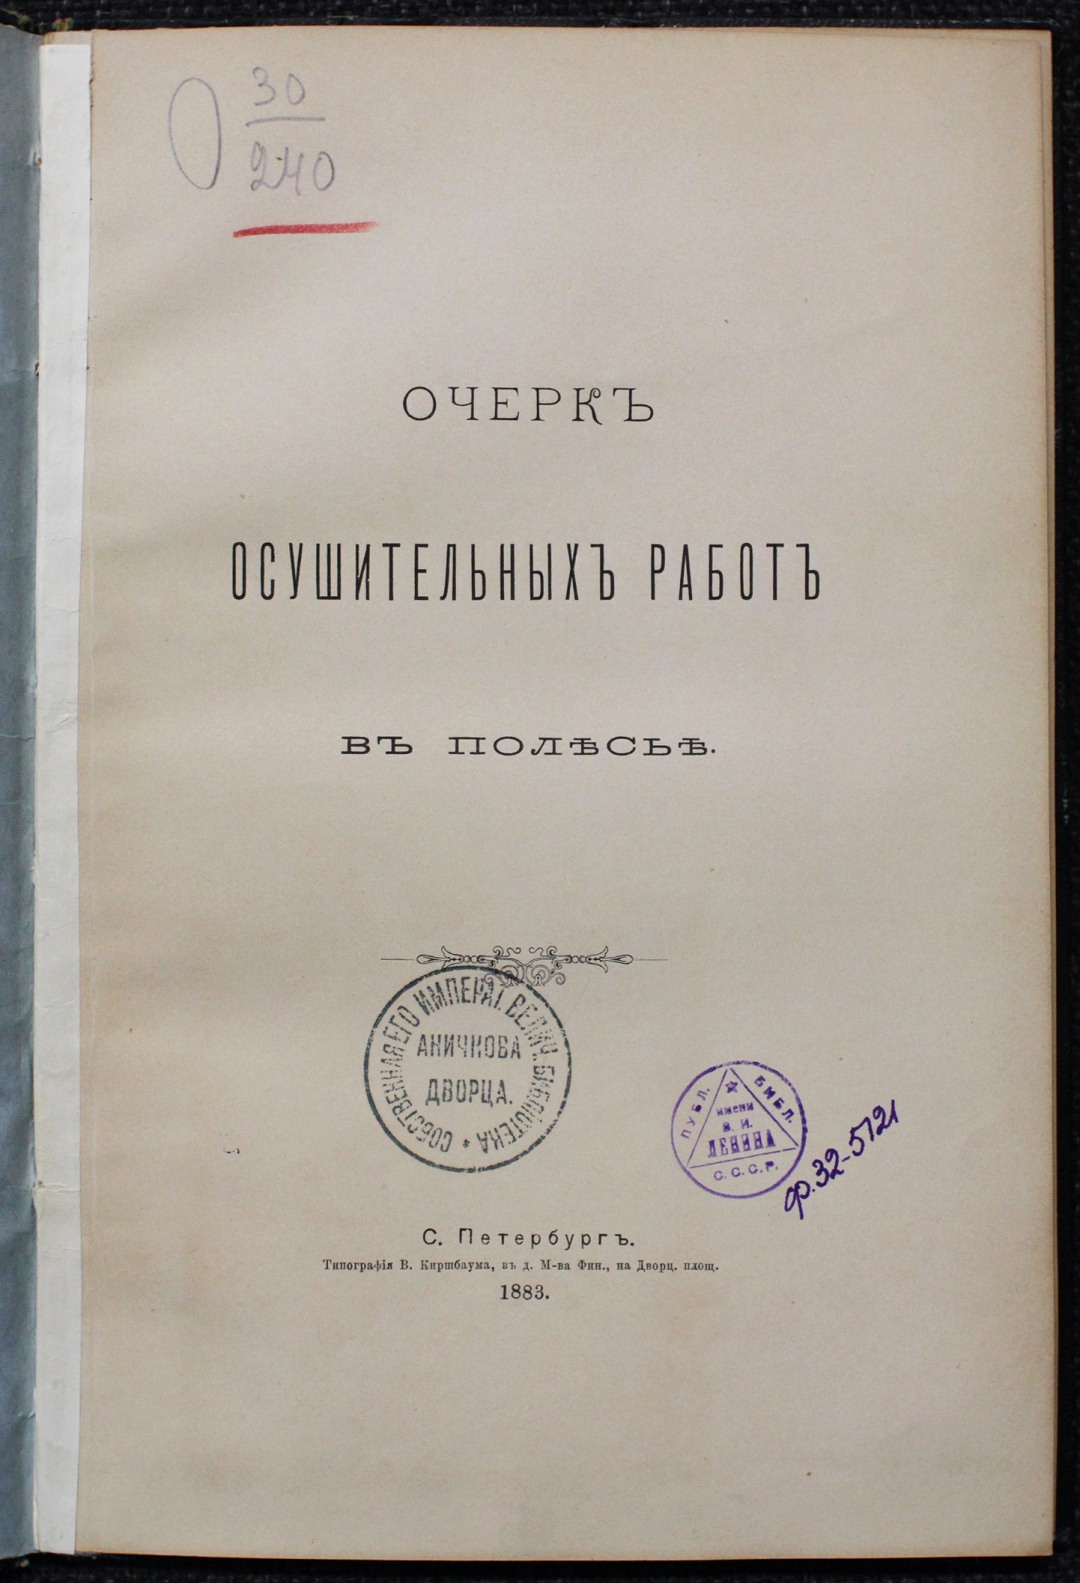 О 30
240
ОЧЕРКЪ
ОСУШИТЕЛЬНЫХЪ РАБОТЪ
ВЪ ПОЛѢСЬѢ.
СОБСТВЕННАЯ ЕГО ИМПЕРАТ. ВЕЛИЧ. БИБЛІОТЕКА *
АНИЧКОВА
ДВОРЦА.
ПУБЛ. БИБЛ.
ИМЕНИ
В. И.
ЛЕНИНА
С. С. С. Р.
ф.32-5121
С. Петербургъ.
Типографія В. Киршбаума, въ д. М-ва Фин., на Дворц. площ.
1883.